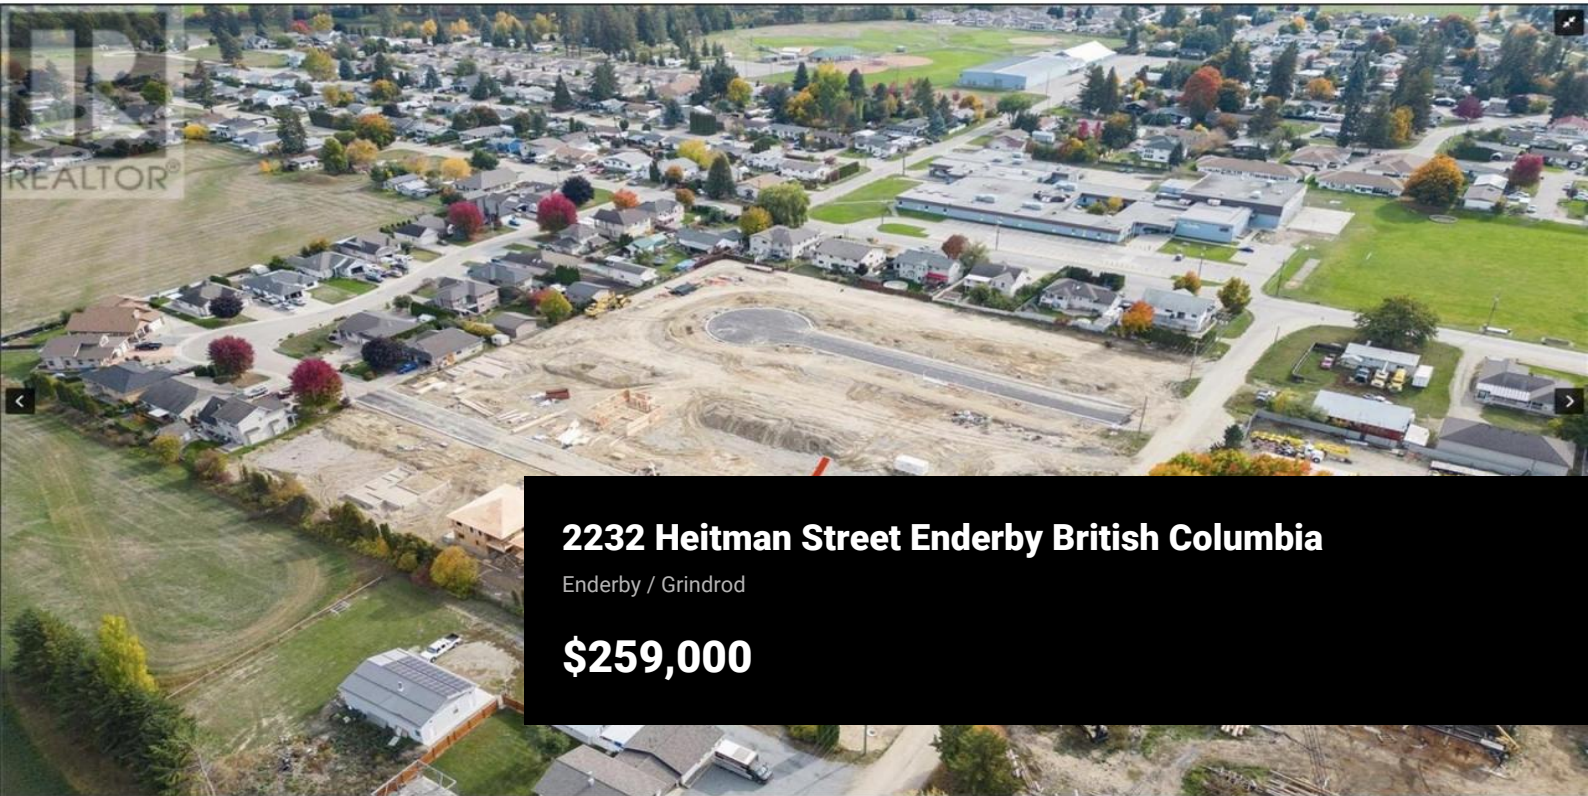 REALTOR®
2232 Heitman Street Enderby British Columbia
Enderby / Grindrod
$259,000